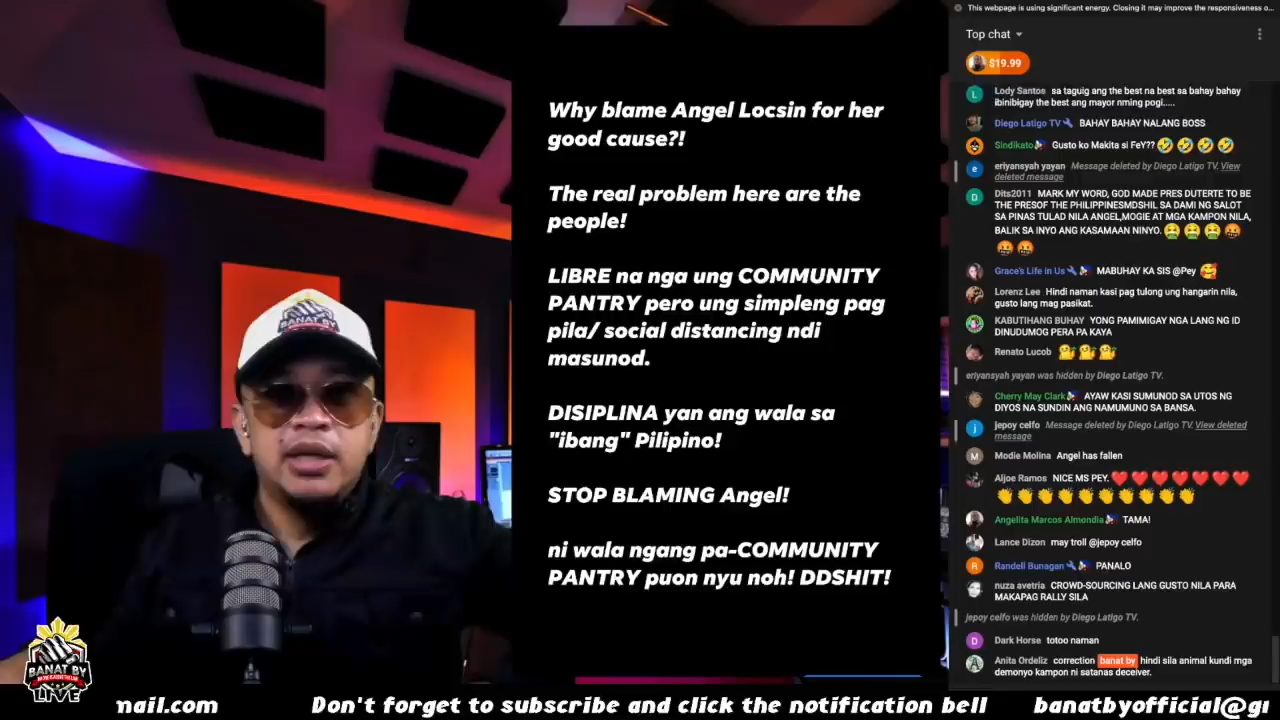 This webpage is using significant energy. Closing it may improve the responsiveness o...
Top chat
$19.99
Why blame Angel Locsin for her
good cause?!
The real problem here are the
people!
LIBRE na nga ung COMMUNITY
PANTRY pero ung simpleng pag
pila/ social distancing ndi
masunod.
DISIPLINA yan ang wala sa
"ibang" Pilipino!
STOP BLAMING Angel!
ni wala ngang pa-COMMUNITY
PANTRY puon nyu noh! DDSHIT!
Lody Santos sa taguig ang the best na best sa bahay bahay
ibinibigay the best ang mayor nming pogi.....
Diego Latigo TV BAHAY BAHAY NALANG BOSS
Sindikato Gusto ko Makita si FeY?? 🤣🤣🤣🤣
eriyansyah yayan Message deleted by Diego Latigo TV. View
deleted message
Dits2011 MARK MY WORD, GOD MADE PRES DUTERTE TO BE
THE PRESOF THE PHILIPPINESMDSHIL SA DAMI NG SALOT
SA PINAS TULAD NILA ANGEL,MOGIE AT MGA KAMPON NILA,
BALIK SA INYO ANG KASAMAAN NINYO. 🤮🤮🤮🤬
🤬🤬
Grace's Life in Us MABUHAY KA SIS @Pey 🥰
Lorenz Lee Hindi naman kasi pag tulong ung hangarin nila,
gusto lang mag pasikat.
KABUTIHANG BUHAY YONG PAMIMIGAY NGA LANG NG ID
DINUDUMOG PERA PA KAYA
Renato Lucob
eriyansyah yayan was hidden by Diego Latigo TV.
Cherry May Clark AYAW KASI SUMUNOD SA UTOS NG
DIYOS NA SUNDIN ANG NAMUMUNO SA BANSA.
jepoy celfo Message deleted by Diego Latigo TV. View deleted
message
Modie Molina Angel has fallen
Aljoe Ramos NICE MS PEY. ❤️❤️❤️❤️❤️❤️❤️
👏👏👏👏👏👏👏👏👏👏
Angelita Marcos Almondia TAMA!
Lance Dizon may troll @jepoy celfo
Randell Bunagan PANALO
nuza avetria CROWD-SOURCING LANG GUSTO NILA PARA
MAKAPAG RALLY SILA
jepoy celfo was hidden by Diego Latigo TV.
Dark Horse totoo naman
Anita Ordeliz correction banat by hindi sila animal kundi mga
demonyo kampon ni satanas deceiver.
BANAT BY
BANAT BY
LIVE
mail.com Don't forget to subscribe and click the notification bell banatbyofficial@gm